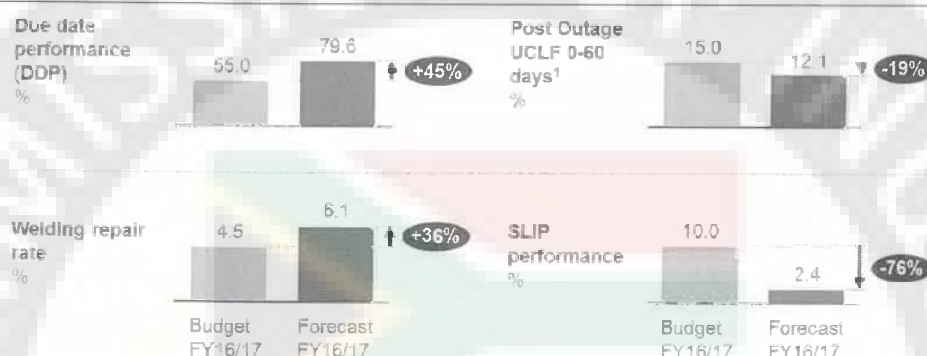 Due date
performance
(DDP)
%
55.0
79.6
+45%
Post Outage
UCLF 0-60
days¹
%
15.0
12.1
-19%
Welding repair
rate
%
4.5
6.1
+36%
SLIP
performance
%
10.0
2.4
-76%
Budget
FY16/17
Forecast
FY16/17
Budget
FY16/17
Forecast
FY16/17